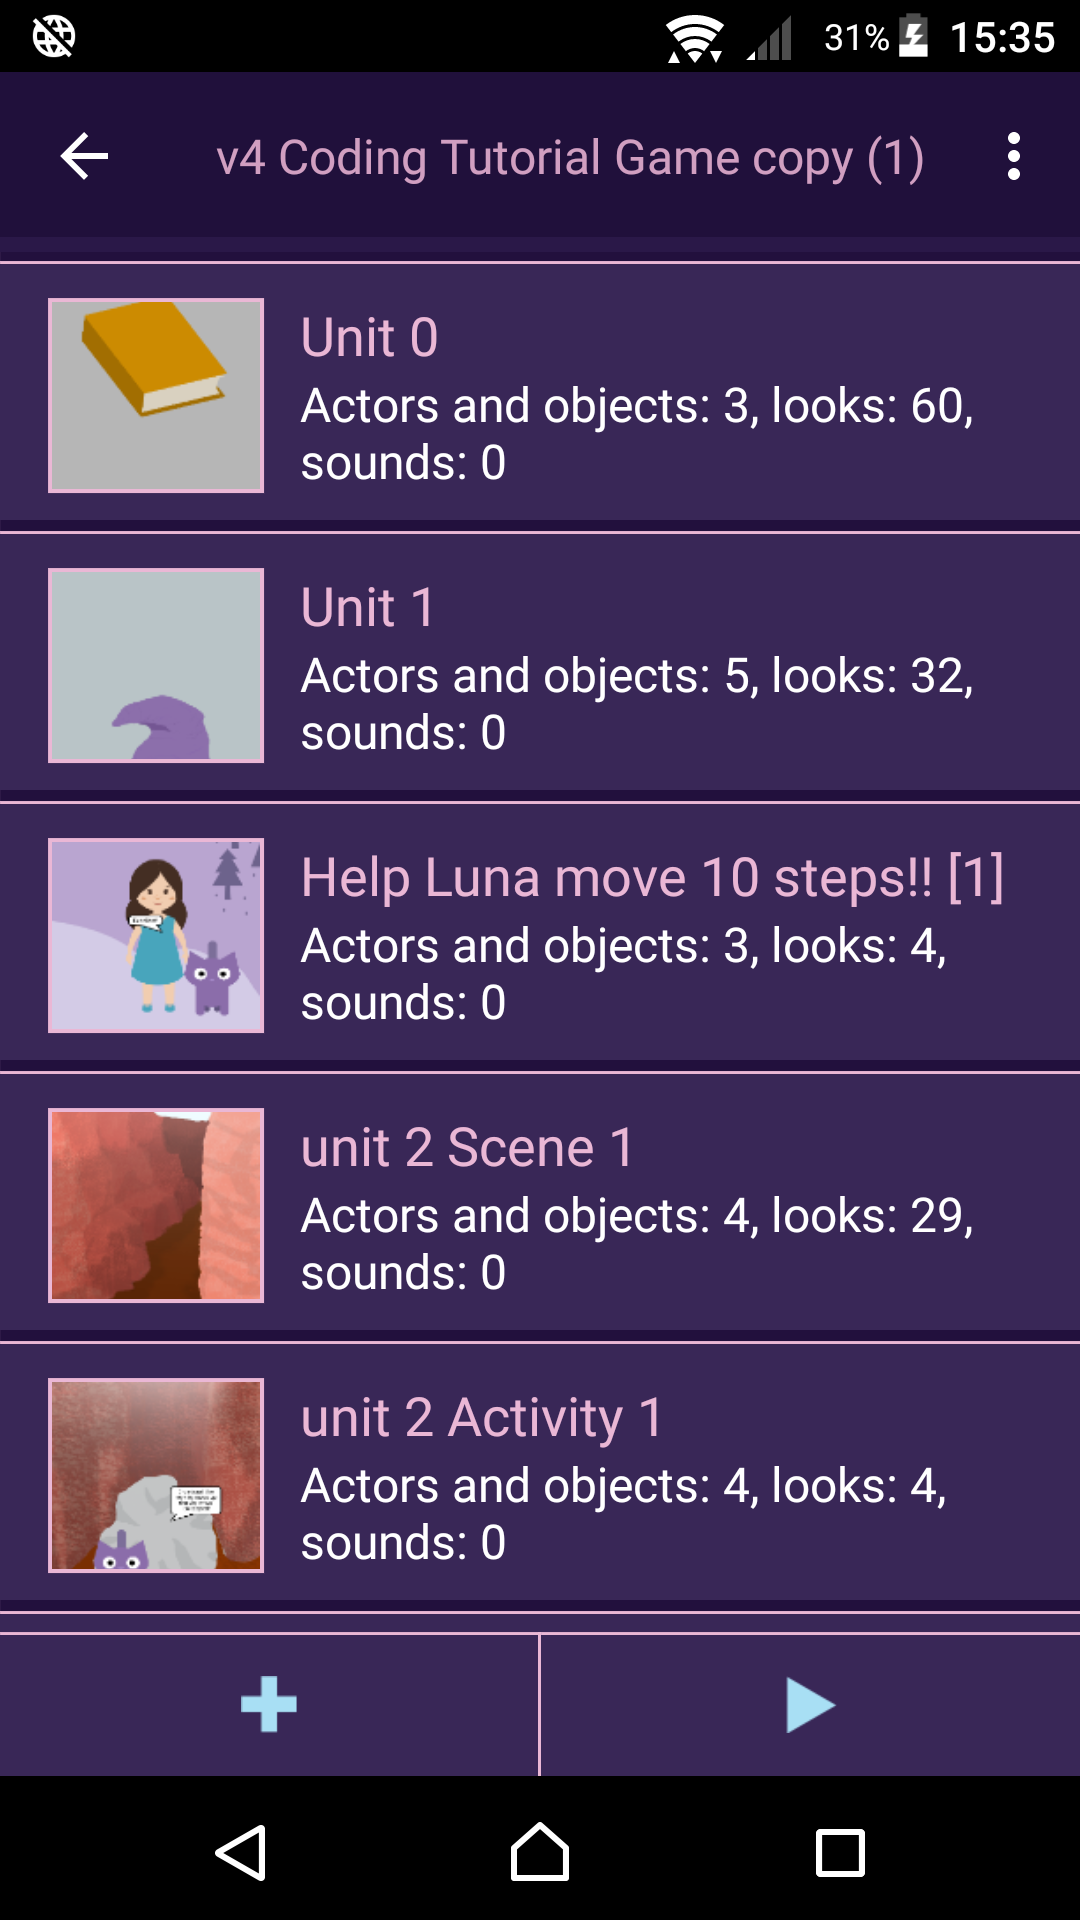 31% 15:35
v4 Coding Tutorial Game copy (1)
Unit 0
Actors and objects: 3, looks: 60,
sounds: 0
Unit 1
Actors and objects: 5, looks: 32,
sounds: 0
Help Luna move 10 steps!! [1]
Actors and objects: 3, looks: 4,
sounds: 0
unit 2 Scene 1
Actors and objects: 4, looks: 29,
sounds: 0
unit 2 Activity 1
Actors and objects: 4, looks: 4,
sounds: 0